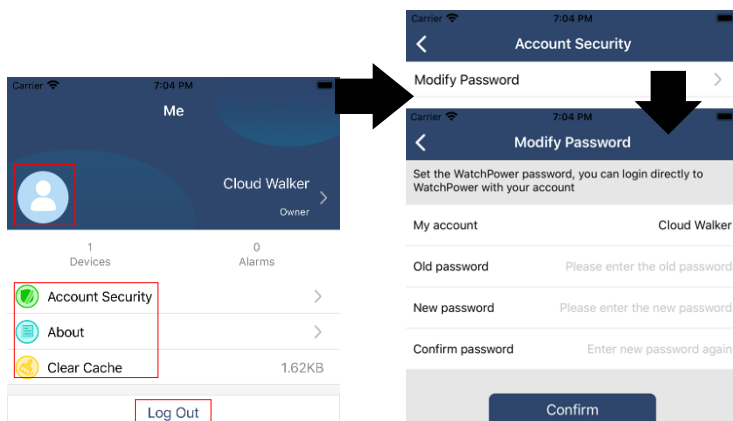 Carrier 7:04 PM
Me
Cloud Walker
Owner
1 0
Devices Alarms
Account Security
About
Clear Cache 1.62KB
Log Out
Carrier 7:04 PM
Account Security
Modify Password
Carrier 7:04 PM
Modify Password
Set the WatchPower password, you can login directly to
WatchPower with your account
My account Cloud Walker
Old password Please enter the old password
New password Please enter the new password
Confirm password Enter new password again
Confirm